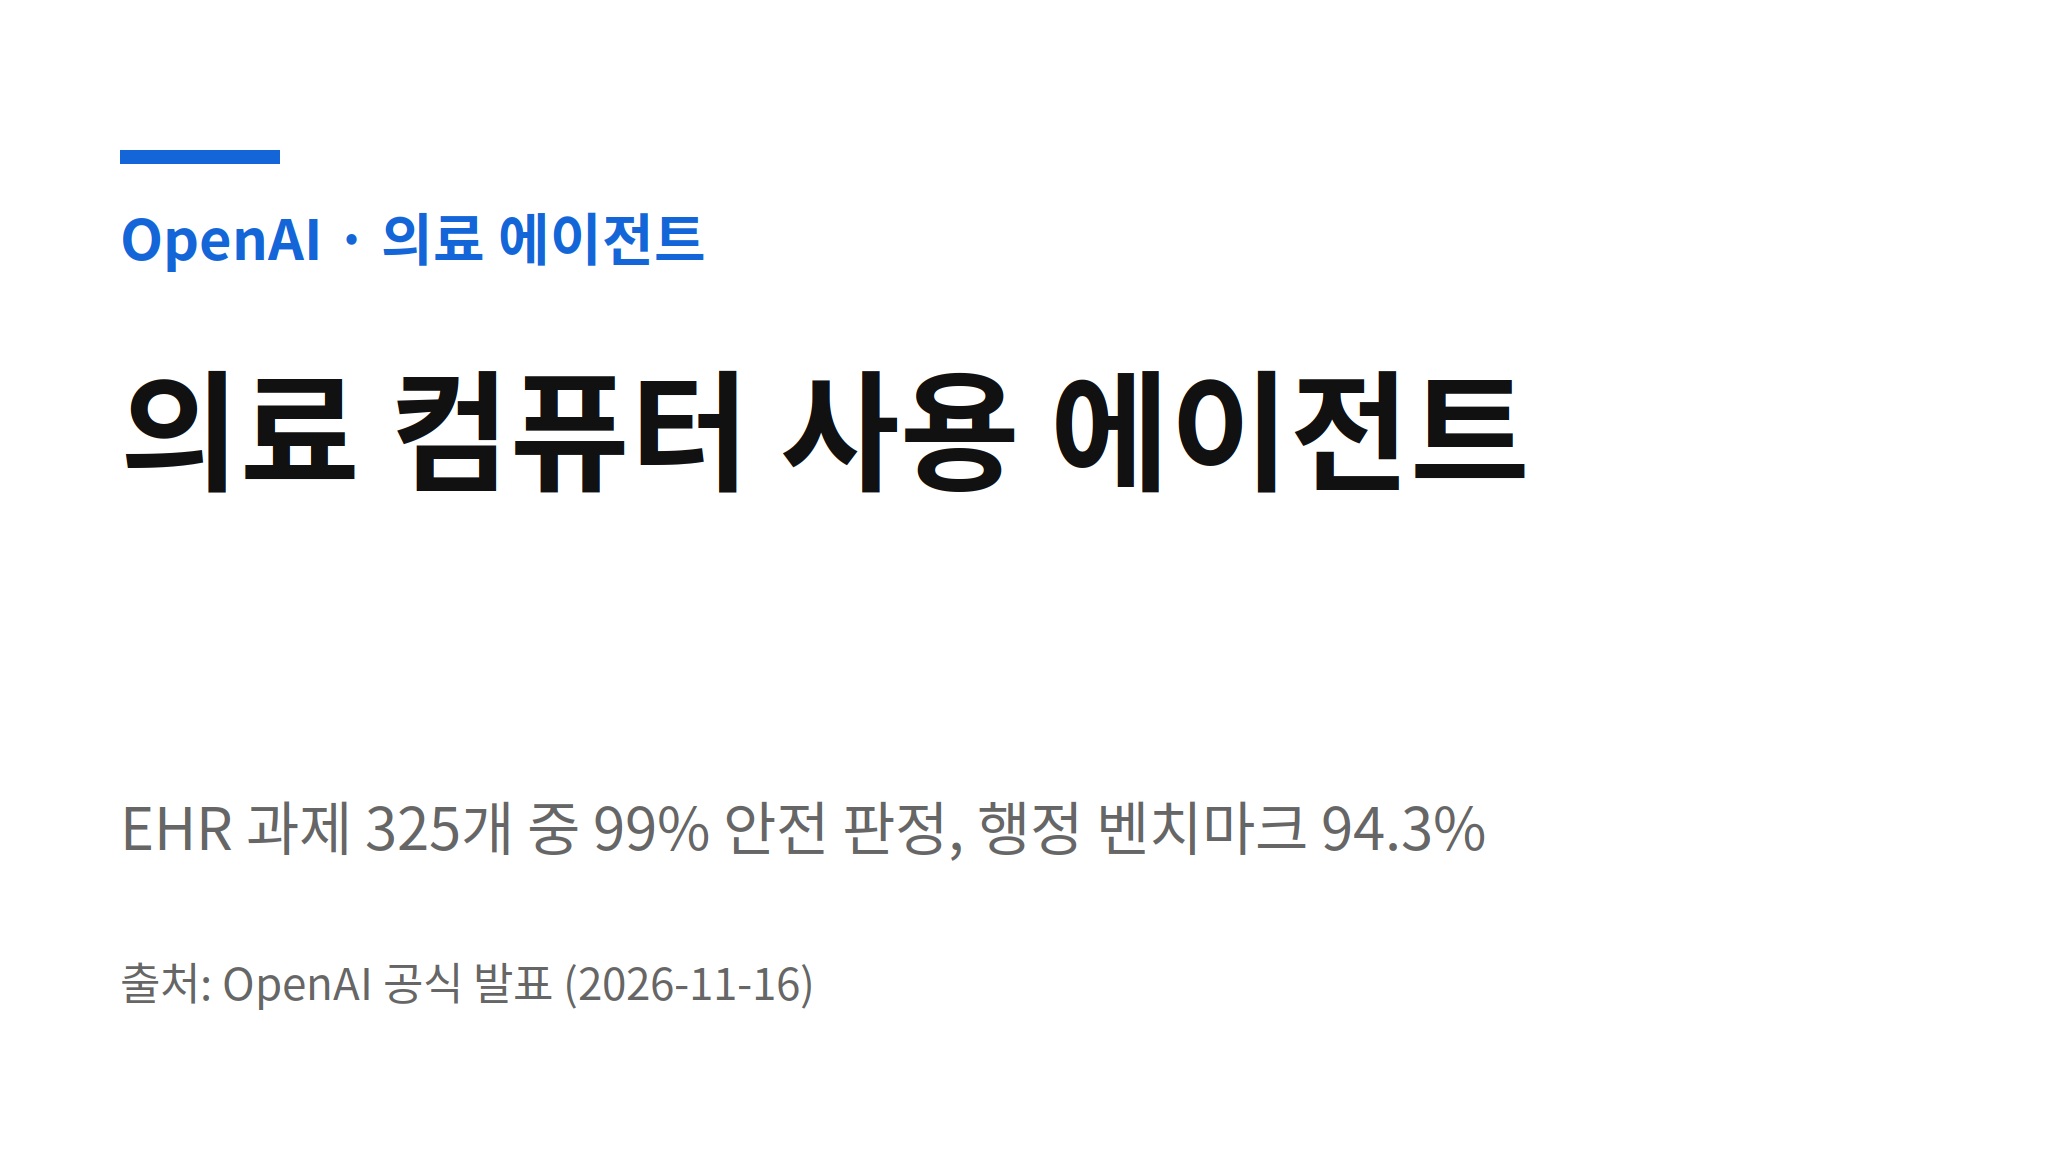 OpenAI · 의료 에이전트
의료 컴퓨터 사용 에이전트
EHR 과제 325개 중 99% 안전 판정, 행정 벤치마크 94.3%
출처: OpenAI 공식 발표 (2026-11-16)